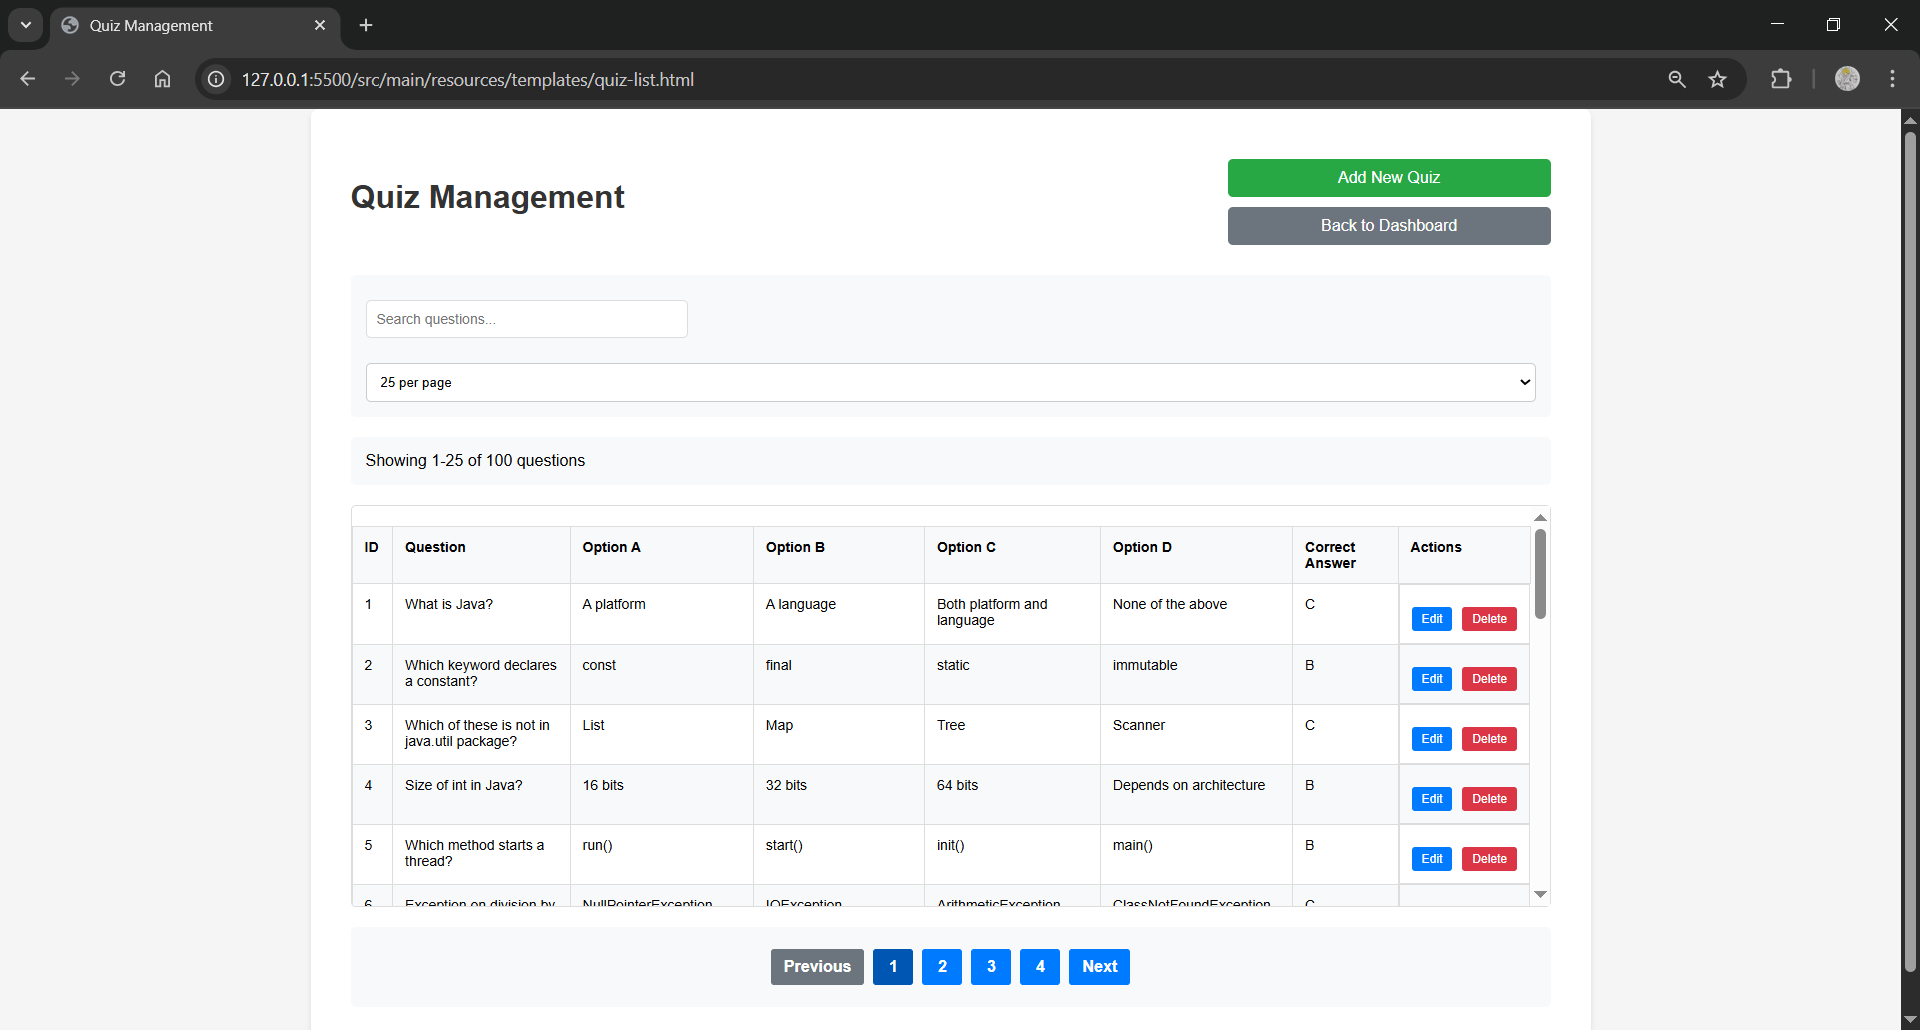 Quiz Management
127.0.0.1:5500/src/main/resources/templates/quiz-list.html
Quiz Management
Add New Quiz
Back to Dashboard
Search questions...
25 per page
Showing 1-25 of 100 questions
ID Question Option A Option B Option C Option D Correct Answer Actions
1 What is Java? A platform A language Both platform and language None of the above C Edit Delete
2 Which keyword declares a constant? const final static immutable B Edit Delete
3 Which of these is not in java.util package? List Map Tree Scanner C Edit Delete
4 Size of int in Java? 16 bits 32 bits 64 bits Depends on architecture B Edit Delete
5 Which method starts a thread? run() start() init() main() B Edit Delete
6 Exception on division by NullPointerException IOException ArithmeticException ClassNotFoundException C
Previous 1 2 3 4 Next